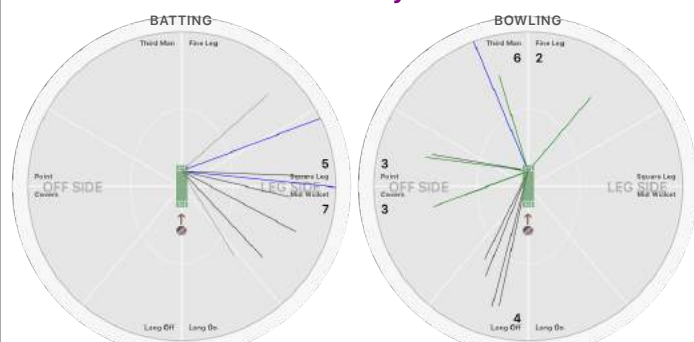 BATTING
Third Man Fine Leg
5
Point Square Leg
OFF SIDE LEG SIDE
Covers Mid Wicket
7
Long Off Long On
BOWLING
Third Man Fine Leg
6 2
3
Point Square Leg
OFF SIDE LEG SIDE
Covers Mid Wicket
3
4
Long Off Long On